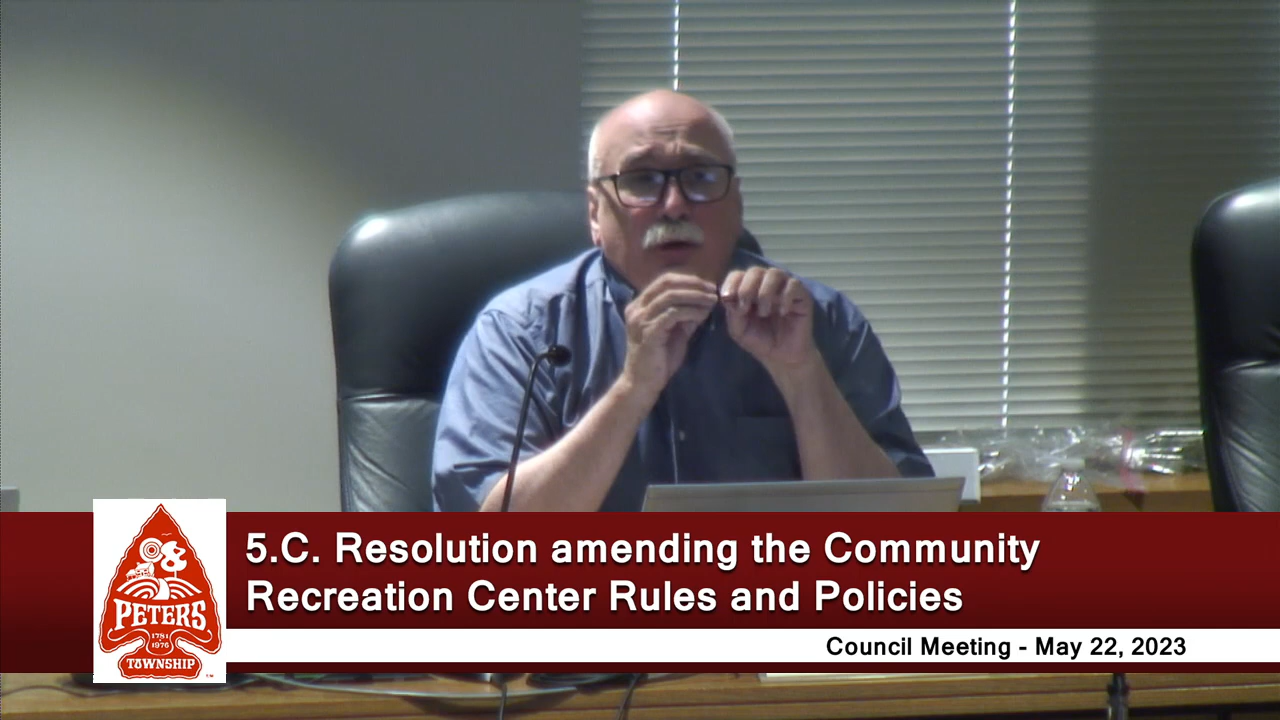 5.C. Resolution amending the Community
Recreation Center Rules and Policies
Council Meeting - May 22, 2023
PETERS
1781
1976
TOWNSHIP